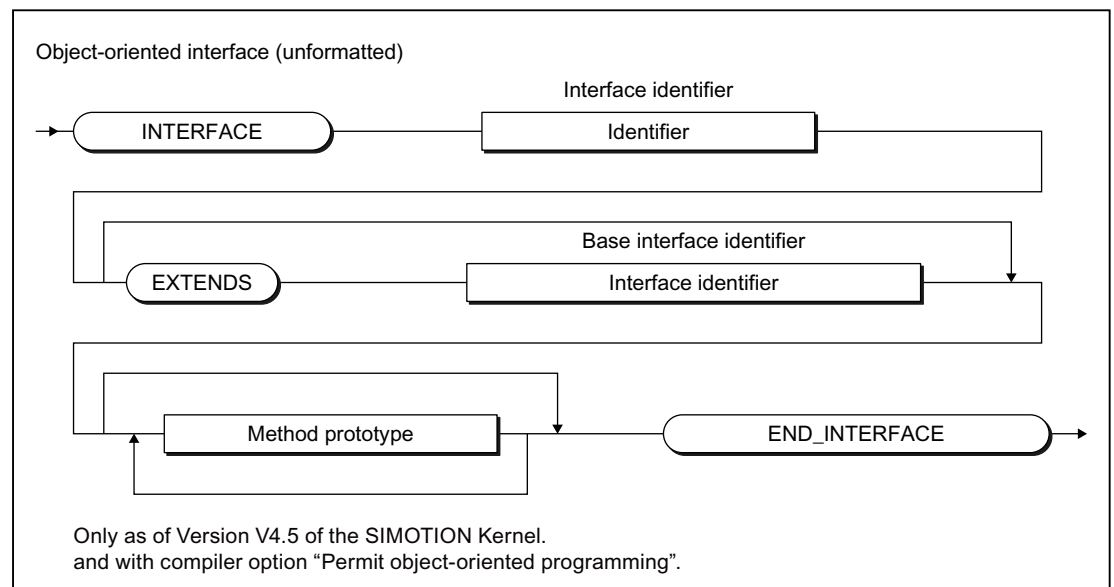 Object-oriented interface (unformatted)
Interface identifier
INTERFACE
Identifier
Base interface identifier
EXTENDS
Interface identifier
Method prototype
END_INTERFACE
Only as of Version V4.5 of the SIMOTION Kernel.
and with compiler option “Permit object-oriented programming”.